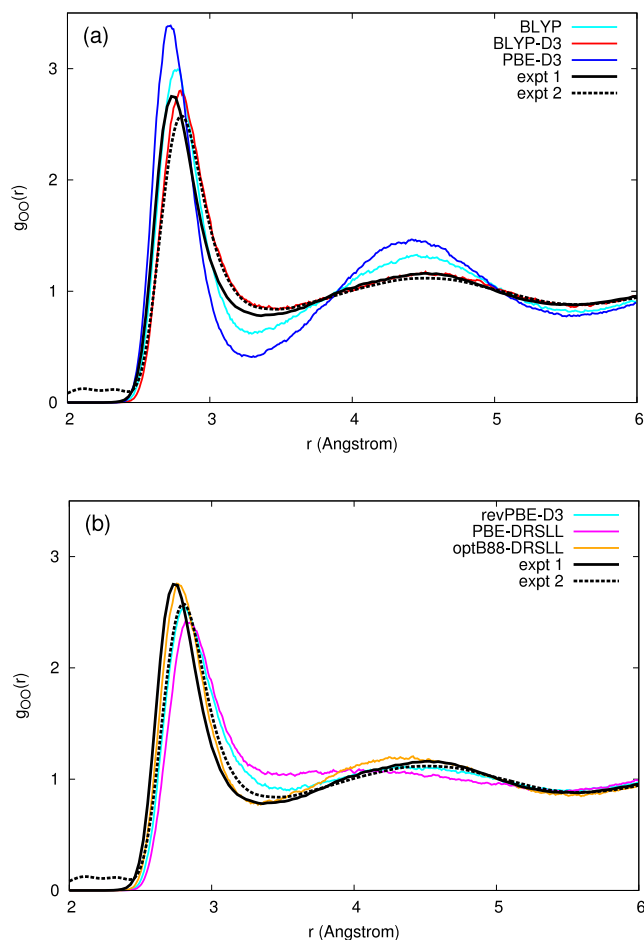 (a)
BLYP
BLYP-D3
PBE-D3
expt 1
expt 2
g_OO(r)
3
2
1
0
2 3 4 5 6
r (Angstrom)
(b)
revPBE-D3
PBE-DRSLL
optB88-DRSLL
expt 1
expt 2
g_OO(r)
3
2
1
0
2 3 4 5 6
r (Angstrom)